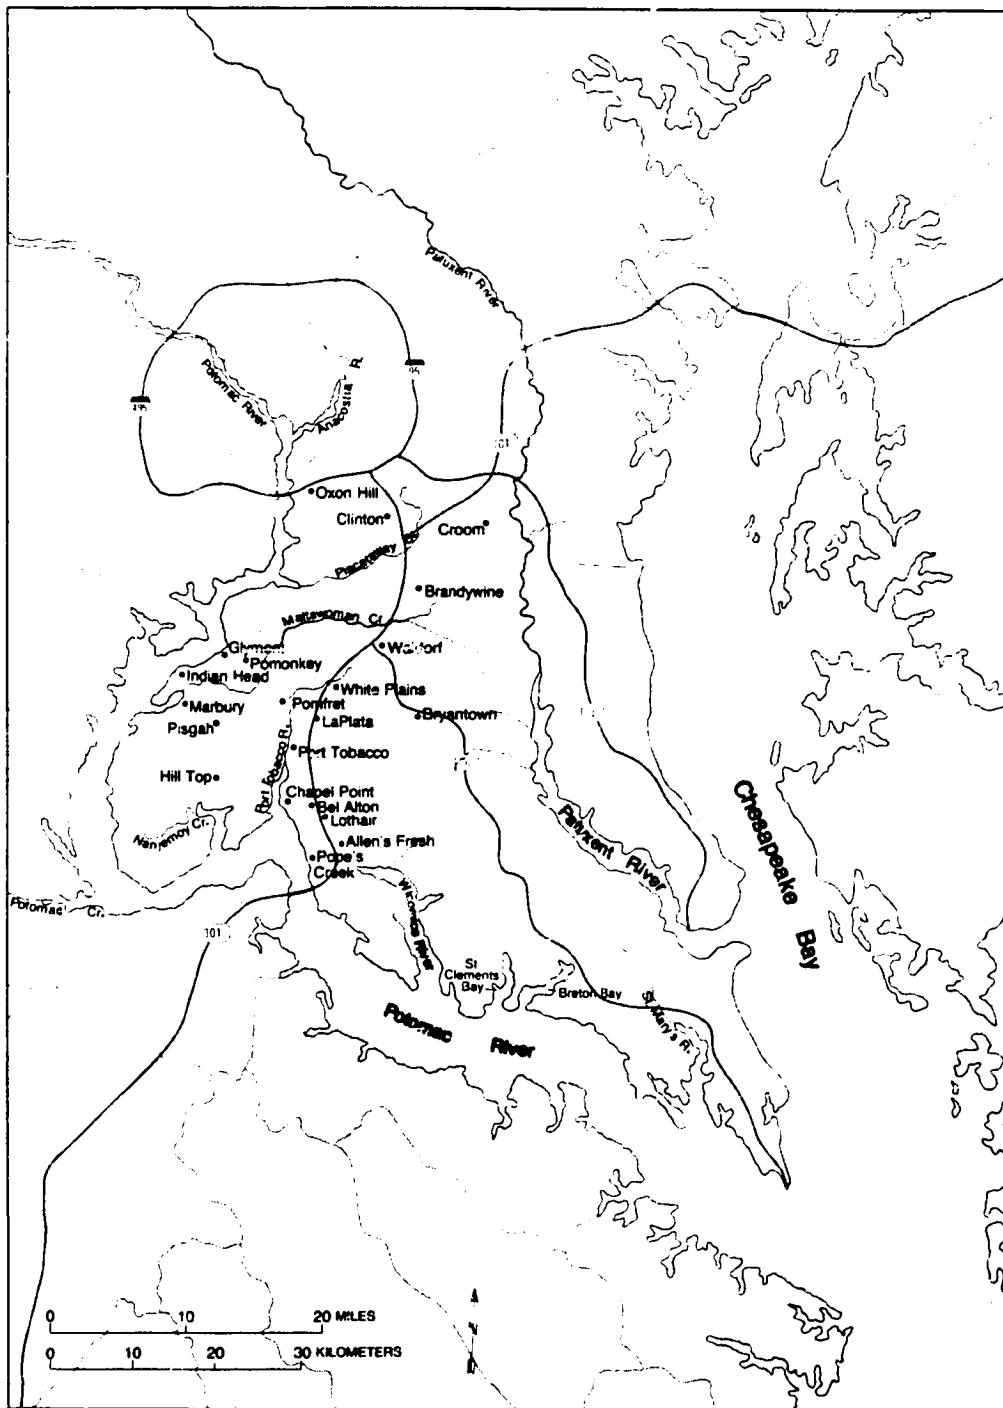 Patuxent River
Potomac River
Anacostia R.
495
95
301
Oxon Hill
Clinton
Croom
Piscataway
Brandywine
Mattawoman Cr.
Glymont
Pomonkey
Waldorf
Indian Head
White Plains
Marbury
Pomfret
Pisgah
LaPlata
Bryantown
Port Tobacco R.
Port Tobacco
Hill Top
Chapel Point
Bel Alton
Lothair
Nanjemoy Cr.
Allen's Fresh
Pope's
Creek
Chesapeake Bay
Patuxent River
Potomac Cr.
301
Wicomico River
St
Clements
Bay
Breton Bay
St. Mary's R.
Potomac River
0 10 20 MILES
0 10 20 30 KILOMETERS